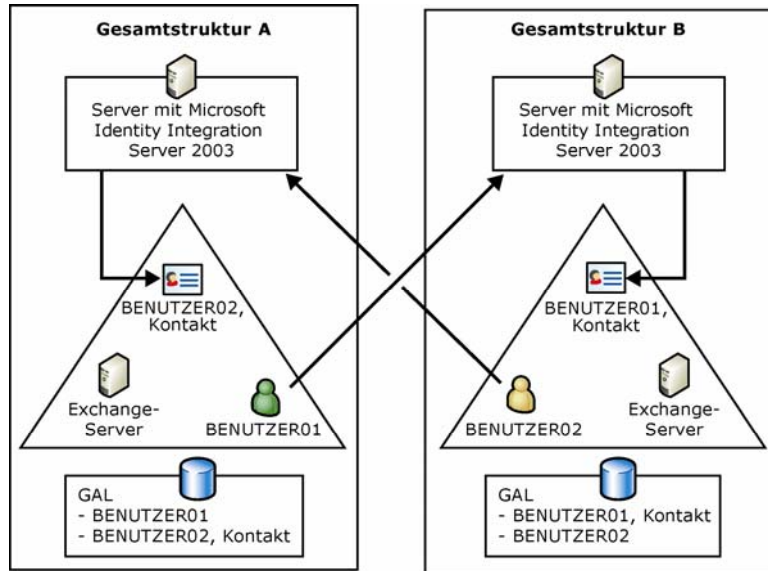 Gesamtstruktur A
Server mit Microsoft
Identity Integration
Server 2003
BENUTZER02,
Kontakt
Exchange-
Server
BENUTZER01
GAL
- BENUTZER01
- BENUTZER02, Kontakt
Gesamtstruktur B
Server mit Microsoft
Identity Integration
Server 2003
BENUTZER01,
Kontakt
BENUTZER02
Exchange-
Server
GAL
- BENUTZER01, Kontakt
- BENUTZER02